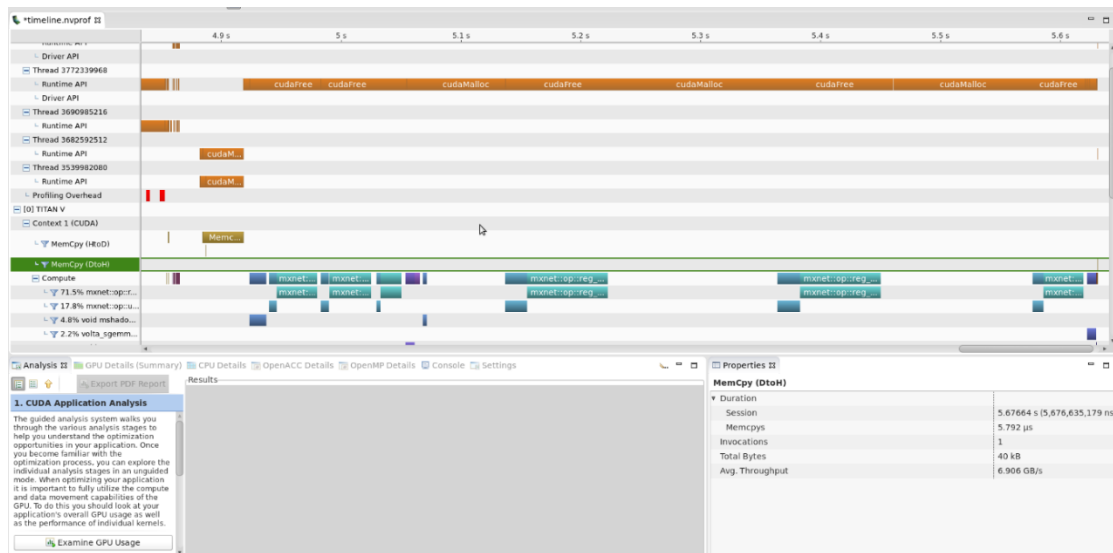 *timeline.nvprof
4.9 s 5 s 5.1 s 5.2 s 5.3 s 5.4 s 5.5 s 5.6 s
Runtime API
Driver API
Thread 3772339968
Runtime API cudaFree cudaFree cudaMalloc cudaFree cudaMalloc cudaFree cudaMalloc cudaFree
Driver API
Thread 3690985216
Runtime API
Thread 3682592512
Runtime API cudaM...
Thread 3539982080
Runtime API cudaM...
Profiling Overhead
[0] TITAN V
Context 1 (CUDA)
MemCpy (HtoD) Memc...
MemCpy (DtoH)
Compute mxnet:... mxnet:... mxnet::op::reg_... mxnet::op::reg_... mxnet:...
71.5% mxnet::op::r... mxnet:... mxnet:... mxnet::op::reg_... mxnet::op::reg_... mxnet:...
17.8% mxnet::op::u...
4.8% void mshado...
2.2% volta_sgemm...
Analysis GPU Details (Summary) CPU Details OpenACC Details OpenMP Details Console Settings
Export PDF Report
Results
1. CUDA Application Analysis
The guided analysis system walks you
through the various analysis stages to
help you understand the optimization
opportunities in your application. Once
you become familiar with the
optimization process, you can explore the
individual analysis stages in an unguided
mode. When optimizing your application
it is important to fully utilize the compute
and data movement capabilities of the
GPU. To do this you should look at your
application's overall GPU usage as well
as the performance of individual kernels.
Examine GPU Usage
Properties
MemCpy (DtoH)
Duration
Session 5.67664 s (5,676,635,179 ns
Memcpys 5.792 µs
Invocations 1
Total Bytes 40 kB
Avg. Throughput 6.906 GB/s